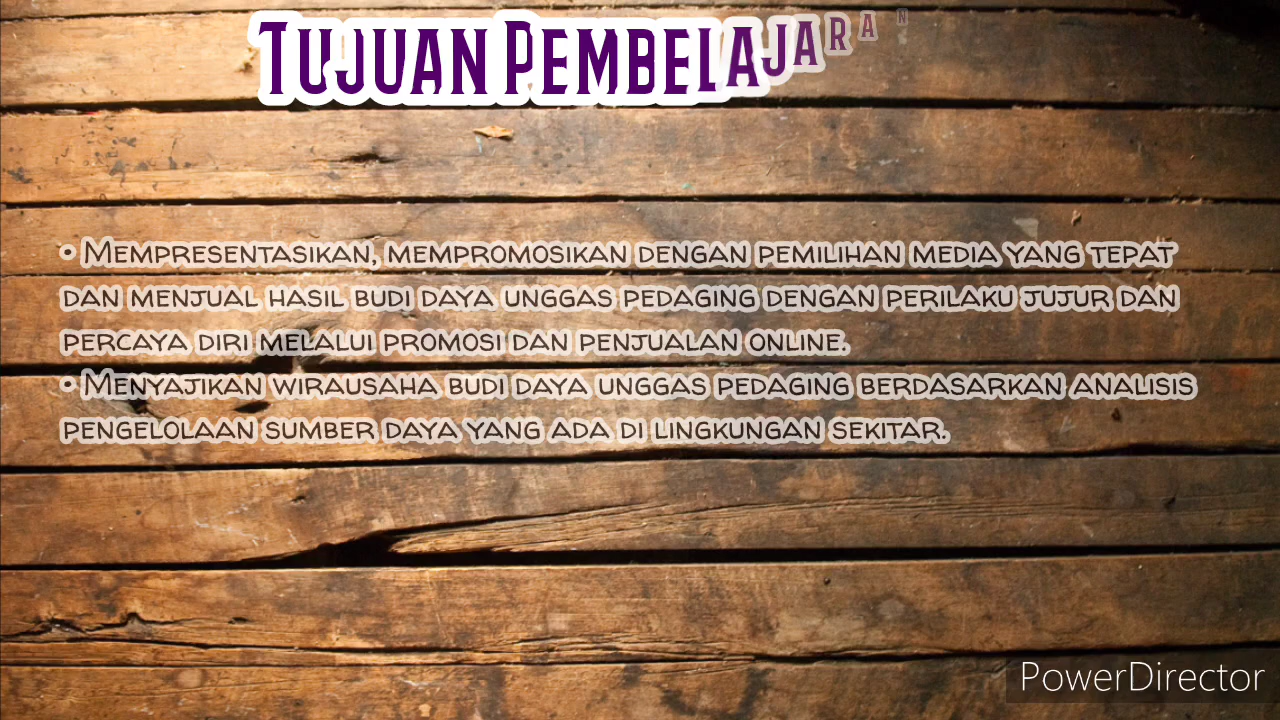 Tujuan Pembelajaran
• Mempresentasikan, mempromosikan dengan pemilihan media yang tepat
dan menjual hasil budi daya unggas pedaging dengan perilaku jujur dan
percaya diri melalui promosi dan penjualan online.
• Menyajikan wirausaha budi daya unggas pedaging berdasarkan analisis
pengelolaan sumber daya yang ada di lingkungan sekitar.
PowerDirector